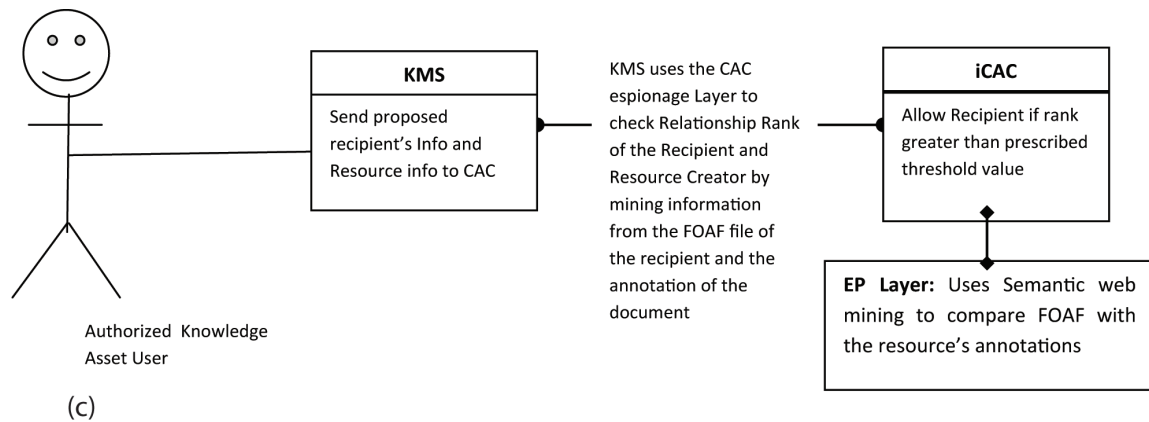 KMS
Send proposed
recipient's Info and
Resource info to CAC
KMS uses the CAC
espionage Layer to
check Relationship Rank
of the Recipient and
Resource Creator by
mining information
from the FOAF file of
the recipient and the
annotation of the
document
iCAC
Allow Recipient if rank
greater than prescribed
threshold value
EP Layer: Uses Semantic web
mining to compare FOAF with
the resource's annotations
Authorized Knowledge
Asset User
(c)